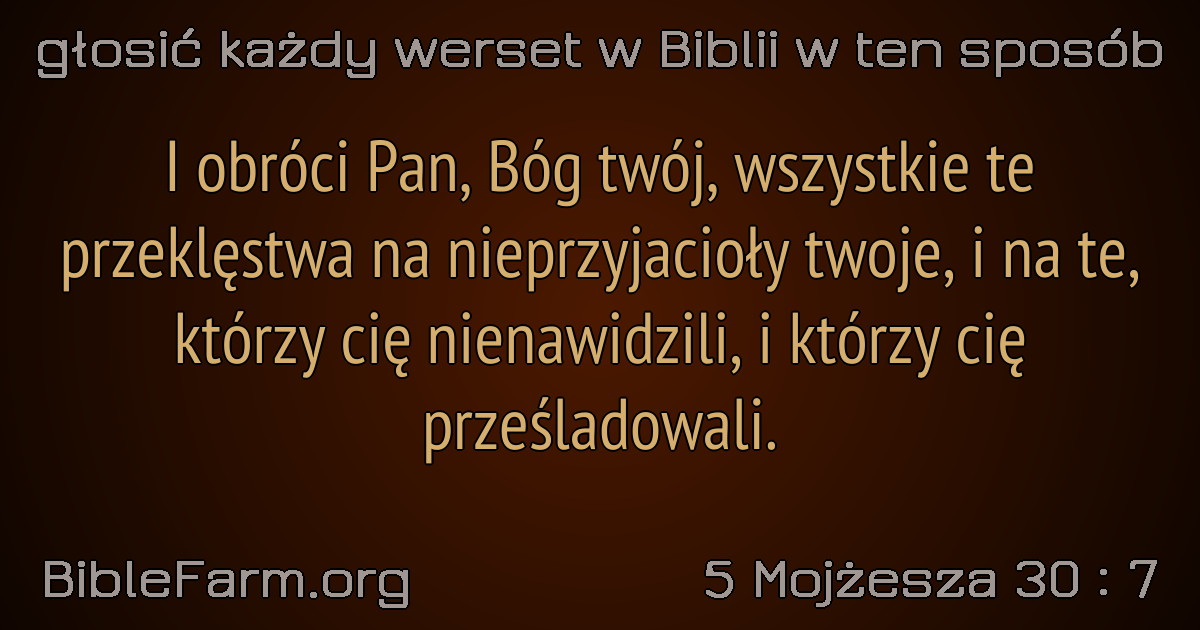 głosić każdy werset w Biblii w ten sposób
I obróci Pan, Bóg twój, wszystkie te
przeklęstwa na nieprzyjacioły twoje, i na te,
którzy cię nienawidzili, i którzy cię
prześladowali.
BibleFarm.org
5 Mojżesza 30 : 7